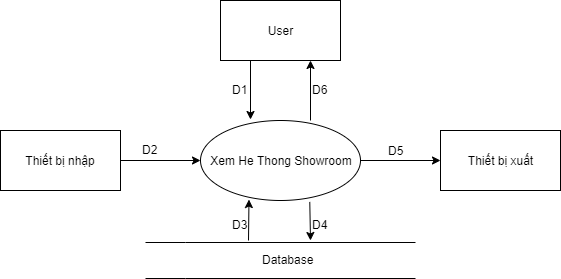 User
D1
D6
Thiết bị nhập
D2
Xem He Thong Showroom
D5
Thiết bị xuất
D3
D4
Database